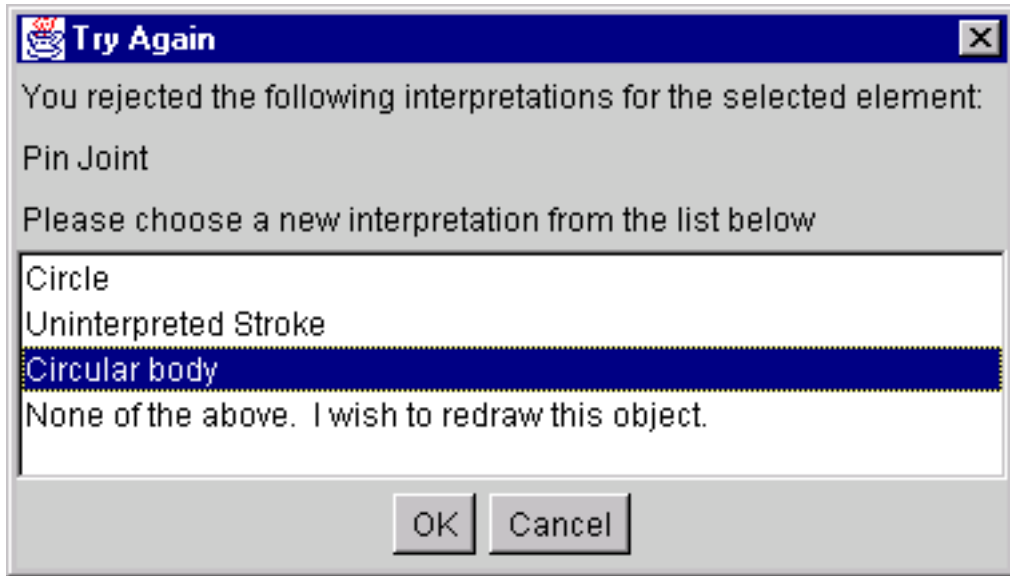 Try Again
You rejected the following interpretations for the selected element:
Pin Joint
Please choose a new interpretation from the list below
Circle
Uninterpreted Stroke
Circular body
None of the above.  I wish to redraw this object.
OK Cancel